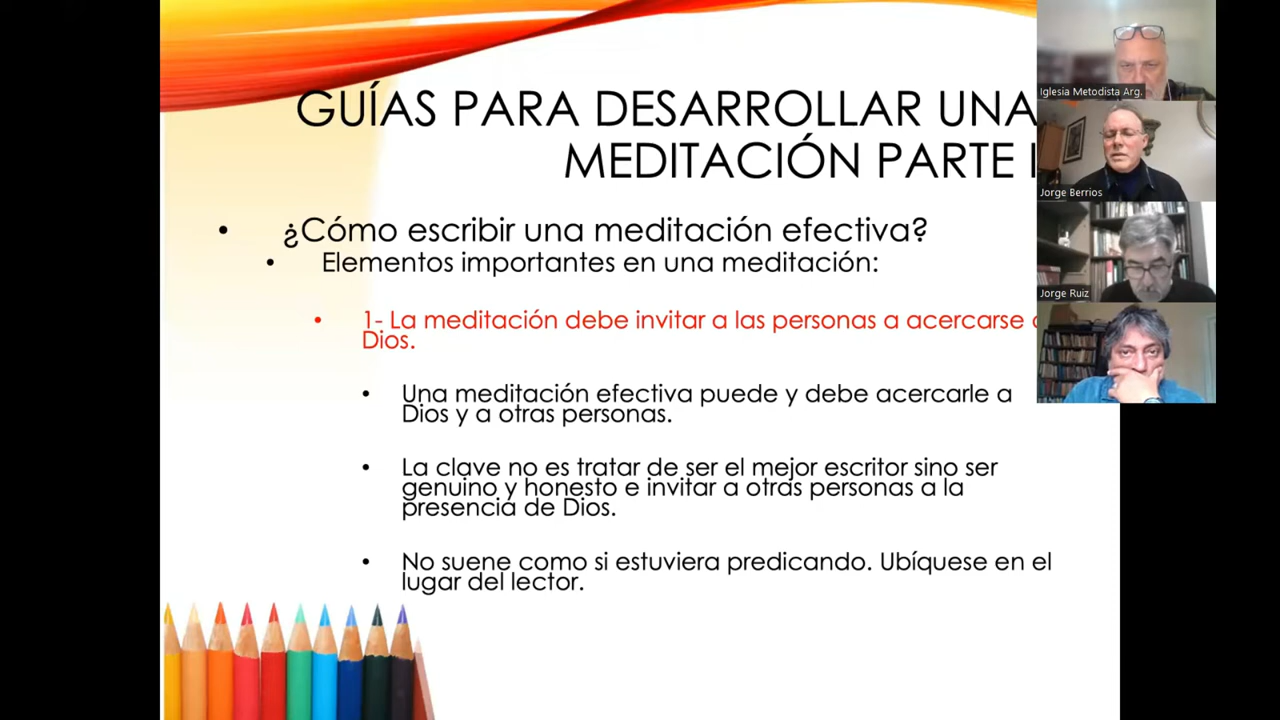 GUÍAS PARA DESARROLLAR UNA
MEDITACIÓN PARTE I
• ¿Cómo escribir una meditación efectiva?
• Elementos importantes en una meditación:
• 1- La meditación debe invitar a las personas a acercarse
Dios.
• Una meditación efectiva puede y debe acercarle a
Dios y a otras personas.
• La clave no es tratar de ser el mejor escritor sino ser
genuino y honesto e invitar a otras personas a la
presencia de Dios.
• No suene como si estuviera predicando. Ubíquese en el
lugar del lector.
Iglesia Metodista Arg.
Jorge Berrios
Jorge Ruiz